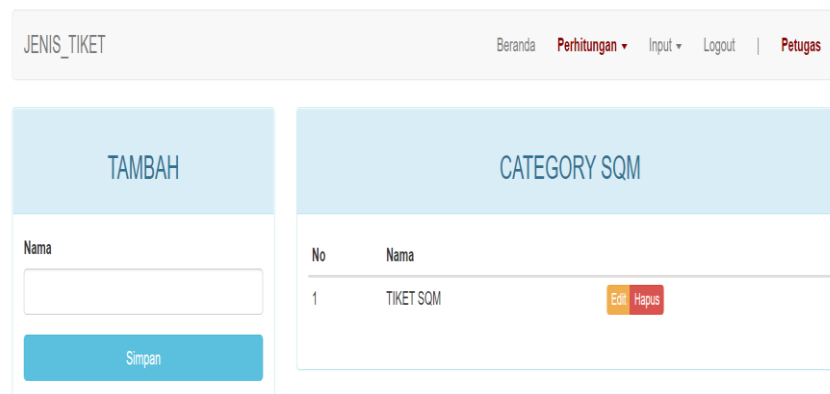 JENIS_TIKET Beranda Perhitungan Input Logout | Petugas
TAMBAH
Nama
Simpan
CATEGORY SQM
No Nama
1 TIKET SQM Edit Hapus